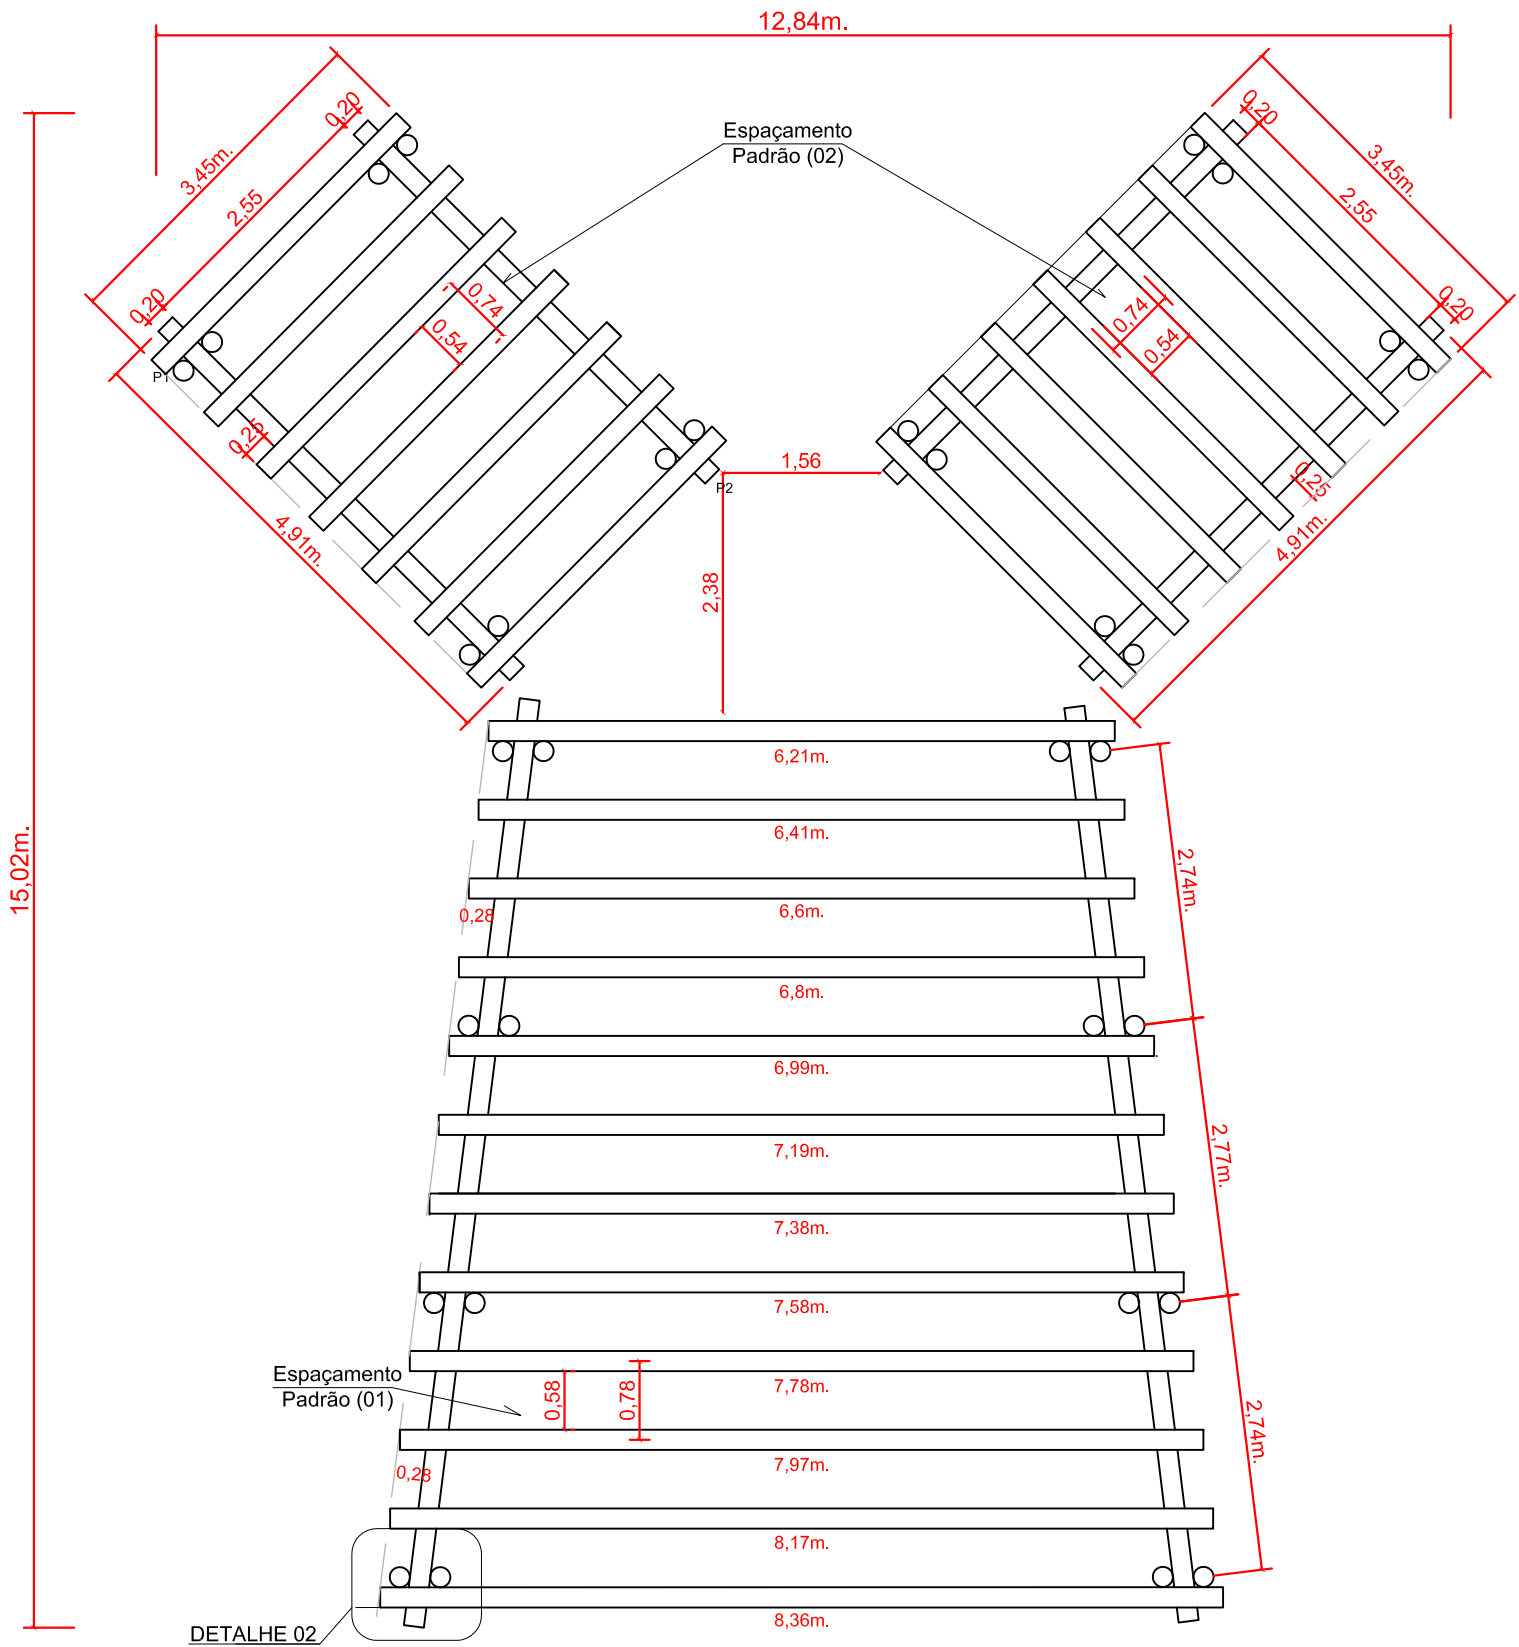 12,84m.
0,20
3,45m.
2,55
0,20
P1
Espaçamento
Padrão (02)
0,74
0,54
0,25
4,91m.
P2
1,56
2,38
0,20
3,45m.
2,55
0,20
0,74
0,54
0,25
4,91m.
15,02m.
6,21m.
6,41m.
6,6m.
0,28
6,8m.
6,99m.
7,19m.
7,38m.
7,58m.
7,78m.
7,97m.
8,17m.
8,36m.
2,74m.
2,77m.
2,74m.
Espaçamento
Padrão (01)
0,58
0,78
0,28
DETALHE 02